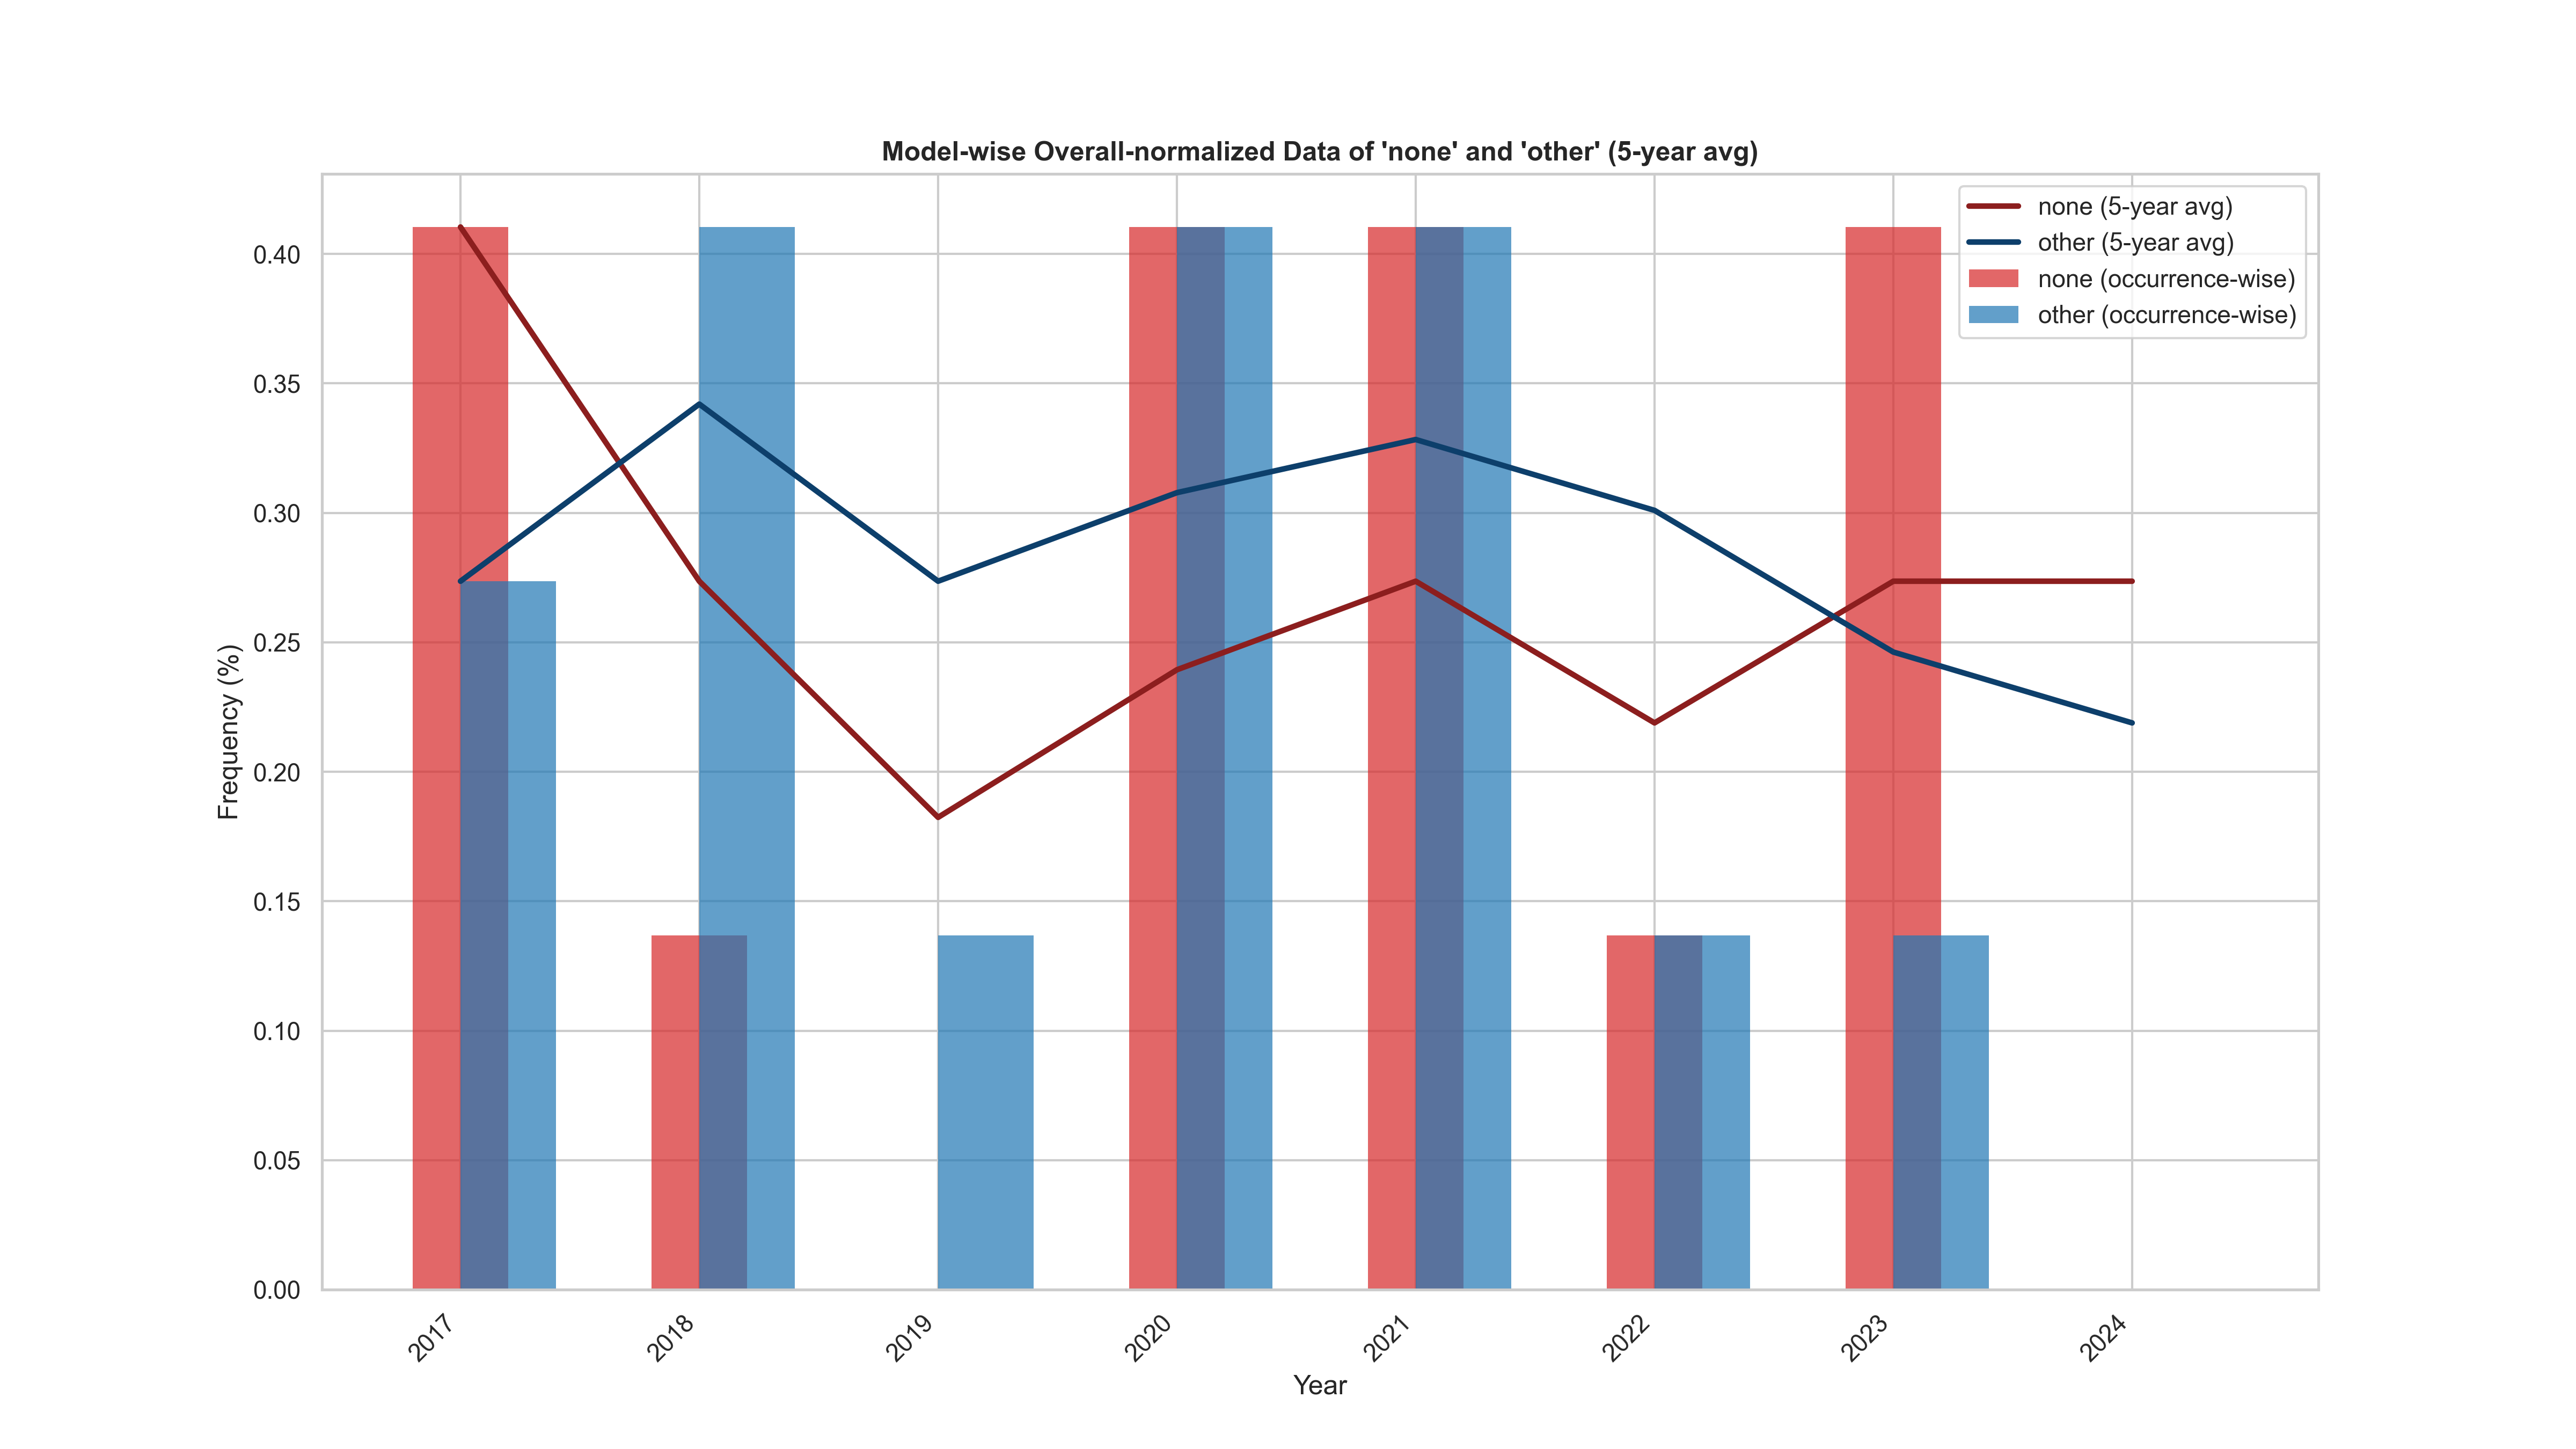 Model-wise Overall-normalized Data of 'none' and 'other' (5-year avg)
none (5-year avg)
other (5-year avg)
none (occurrence-wise)
other (occurrence-wise)
0.40
0.35
0.30
0.25
0.20
0.15
0.10
0.05
0.00
Frequency (%)
2017
2018
2019
2020
2021
2022
2023
2024
Year